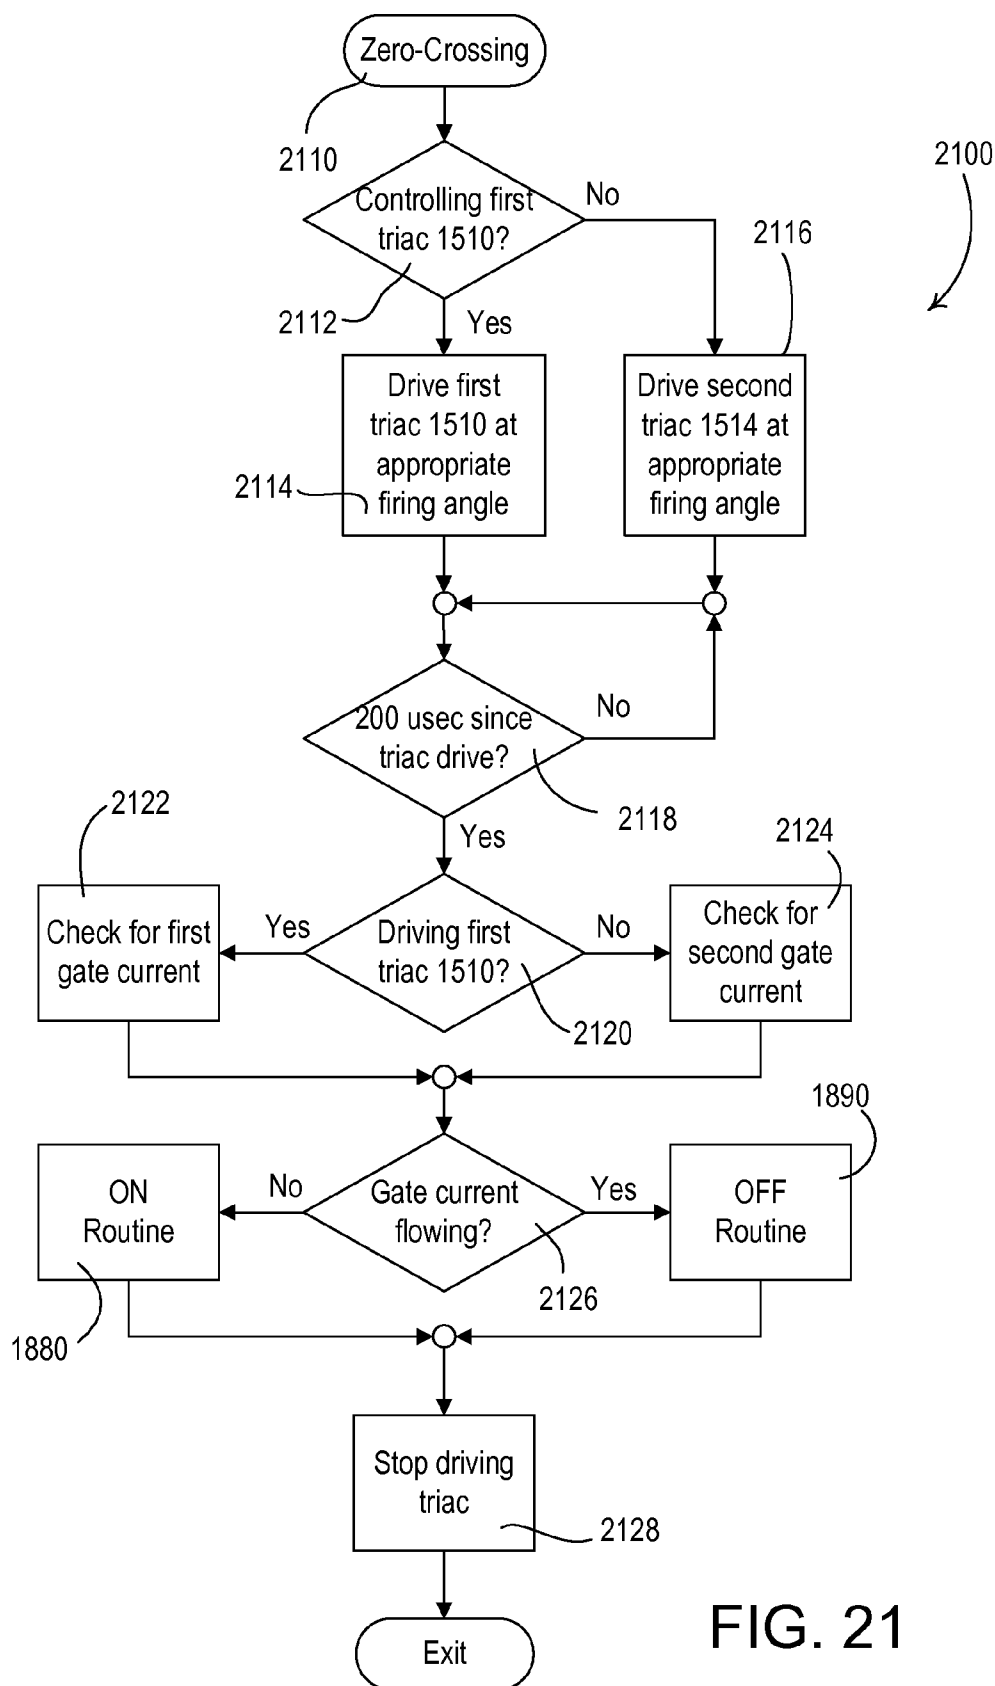 Zero-Crossing
2110
2100
Controlling first
triac 1510?
No
2112
Yes
2116
Drive first
triac 1510 at
appropriate
firing angle
2114
Drive second
triac 1514 at
appropriate
firing angle
200 usec since
triac drive?
No
2118
Yes
2122
2124
Check for first
gate current
Yes
Driving first
triac 1510?
No
Check for
second gate
current
2120
1890
ON
Routine
No
Gate current
flowing?
Yes
OFF
Routine
2126
1880
Stop driving
triac
2128
Exit
FIG. 21